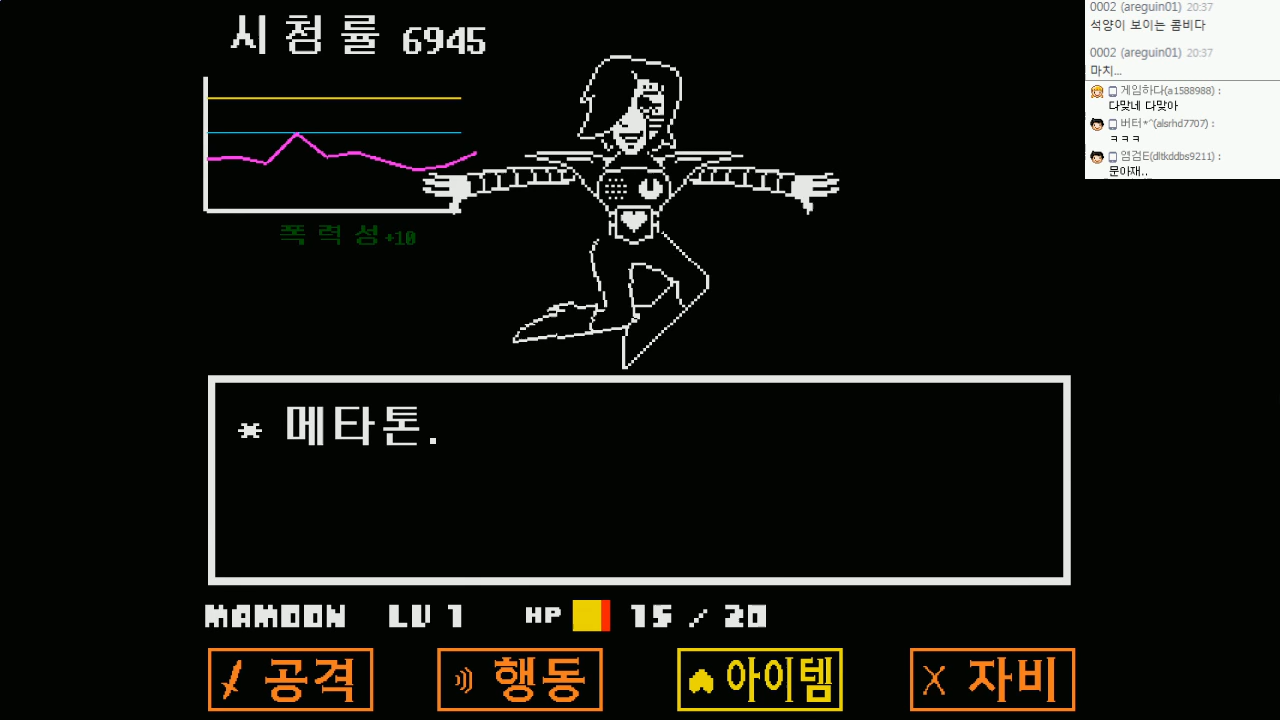 시청률 6945
폭력성 +10
* 메타톤.
MAMOON LV 1 HP 15 / 20
공격 행동 아이템 자비
0002 (areguin01) 20:37
석양이 보이는 콤비다
0002 (areguin01) 20:37
마치...
게임하다(a1588988) :
다맞네 다맞아
버터*^(alsrhd7707) :
ㅋㅋㅋ
염검E(dltkddbs9211) :
문아재..